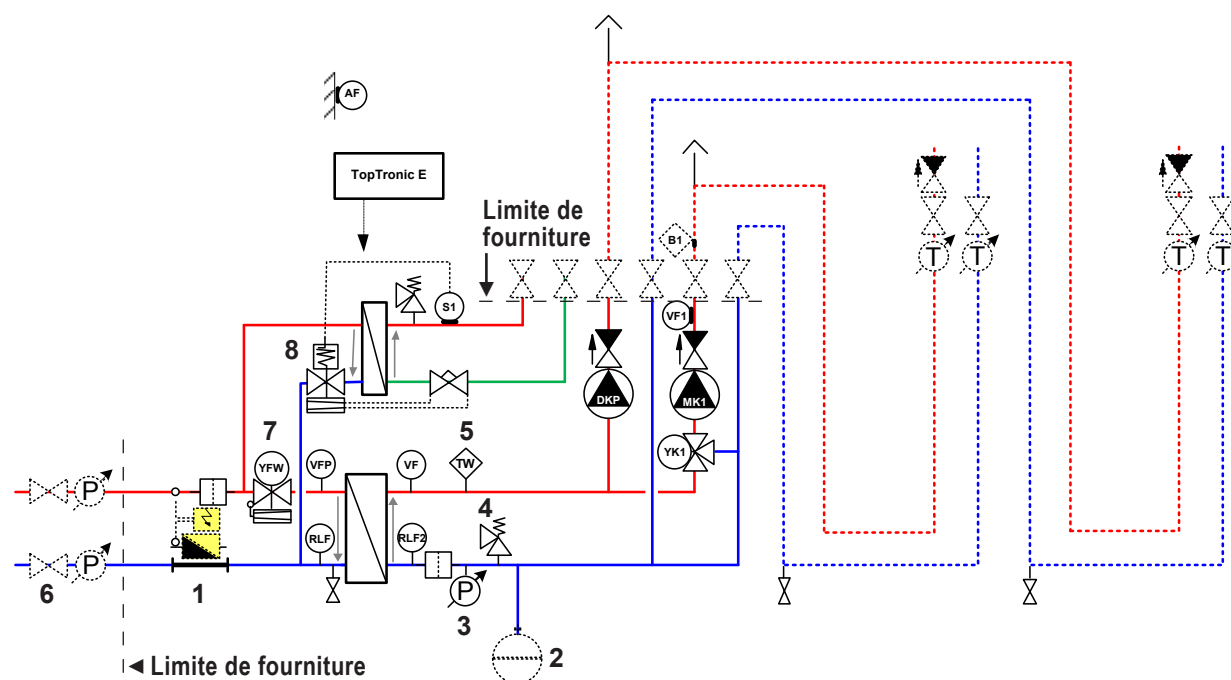 AF
TopTronic E
Limite de
fourniture
B1
T
T
T
T
S1
VF1
8
DKP
MK1
7
5
YFW
VFP
VF
TW
YK1
P
4
RLF
RLF2
P
6
1
P
3
2
Limite de fourniture